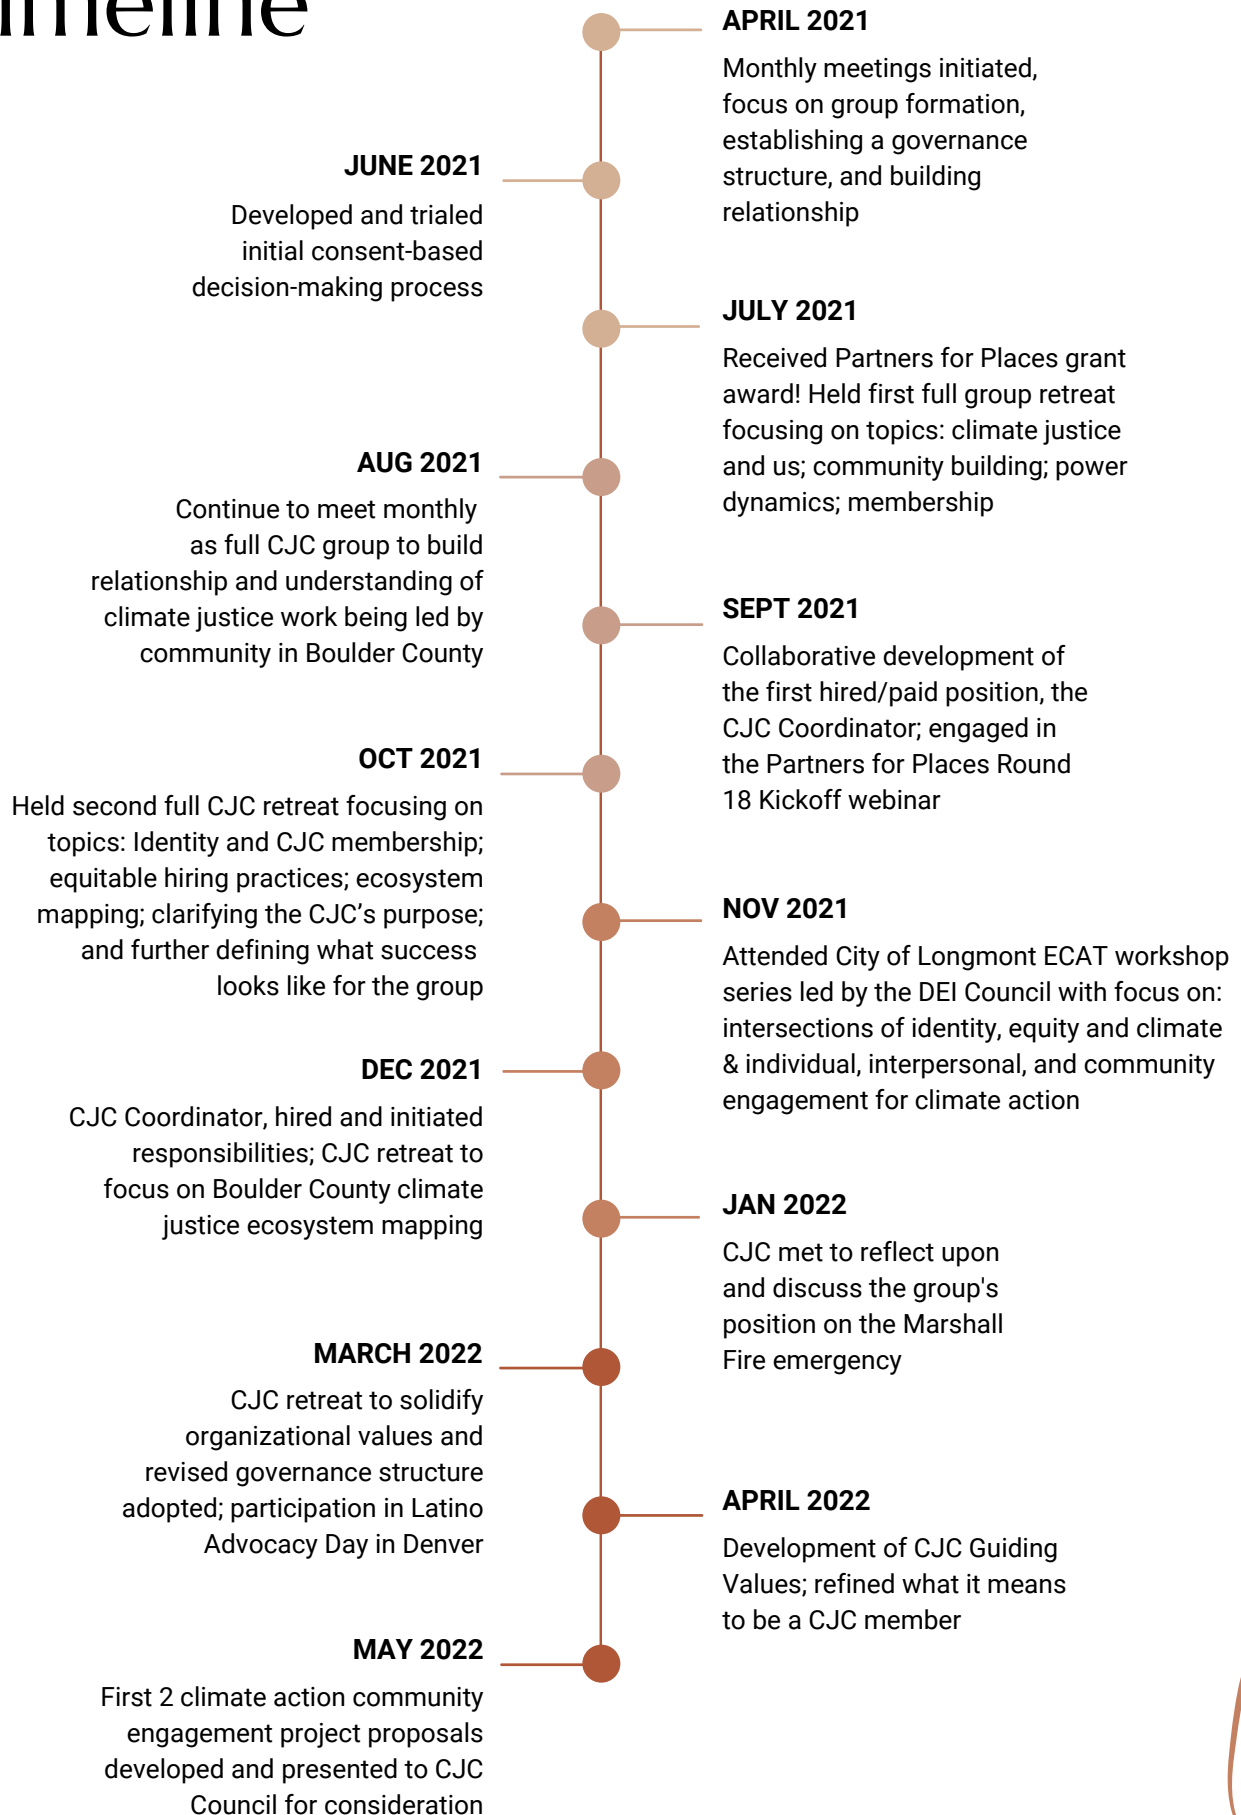 APRIL 2021
Monthly meetings initiated,
focus on group formation,
establishing a governance
structure, and building
relationship
JUNE 2021
Developed and trialed
initial consent-based
decision-making process
JULY 2021
Received Partners for Places grant
award! Held first full group retreat
focusing on topics: climate justice
and us; community building; power
dynamics; membership
AUG 2021
Continue to meet monthly
as full CJC group to build
relationship and understanding of
climate justice work being led by
community in Boulder County
SEPT 2021
Collaborative development of
the first hired/paid position, the
CJC Coordinator; engaged in
the Partners for Places Round
18 Kickoff webinar
OCT 2021
Held second full CJC retreat focusing on
topics: Identity and CJC membership;
equitable hiring practices; ecosystem
mapping; clarifying the CJC’s purpose;
and further defining what success
looks like for the group
NOV 2021
Attended City of Longmont ECAT workshop
series led by the DEI Council with focus on:
intersections of identity, equity and climate
& individual, interpersonal, and community
engagement for climate action
DEC 2021
CJC Coordinator, hired and initiated
responsibilities; CJC retreat to
focus on Boulder County climate
justice ecosystem mapping
JAN 2022
CJC met to reflect upon
and discuss the group's
position on the Marshall
Fire emergency
MARCH 2022
CJC retreat to solidify
organizational values and
revised governance structure
adopted; participation in Latino
Advocacy Day in Denver
APRIL 2022
Development of CJC Guiding
Values; refined what it means
to be a CJC member
MAY 2022
First 2 climate action community
engagement project proposals
developed and presented to CJC
Council for consideration